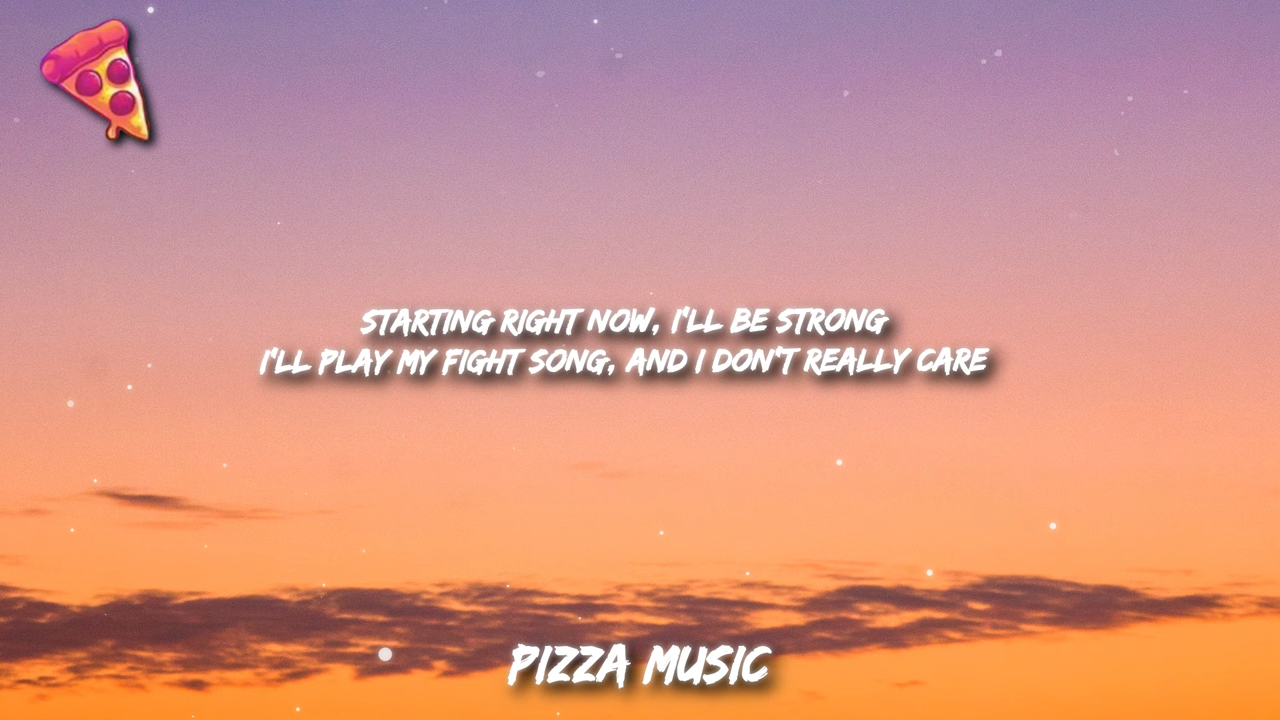 STARTING RIGHT NOW, I'LL BE STRONG
I'LL PLAY MY FIGHT SONG, AND I DON'T REALLY CARE
PIZZA MUSIC